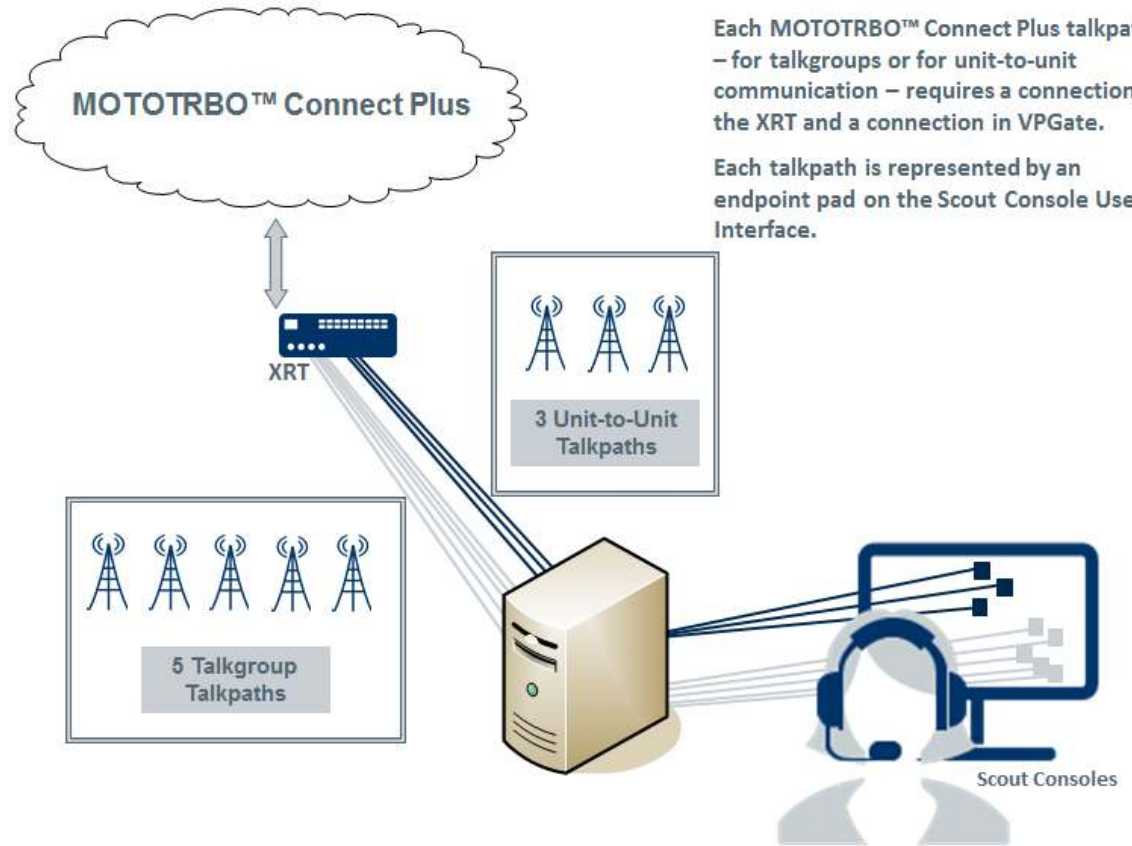 Each MOTOTRBO™ Connect Plus
– for talkgroups or for unit-to-unit
communication – requires a connection
the XRT and a connection in VPGate.
Each talkpath is represented by an
endpoint pad on the Scout Console
Interface.
MOTOTRBO™ Connect Plus
XRT
3 Unit-to-Unit
Talkpaths
5 Talkgroup
Talkpaths
Scout Consoles